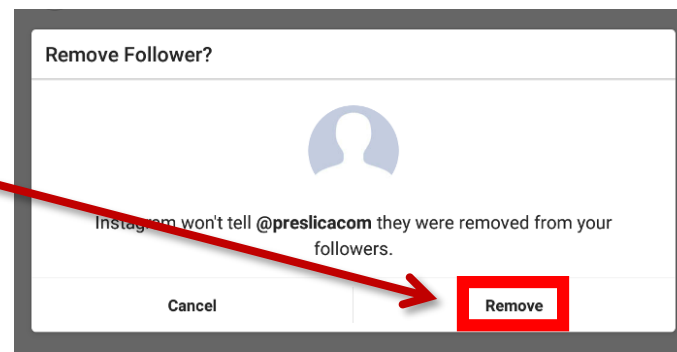 Remove Follower?
Instagram won't tell @preslicacom they were removed from your
followers.
Cancel
Remove